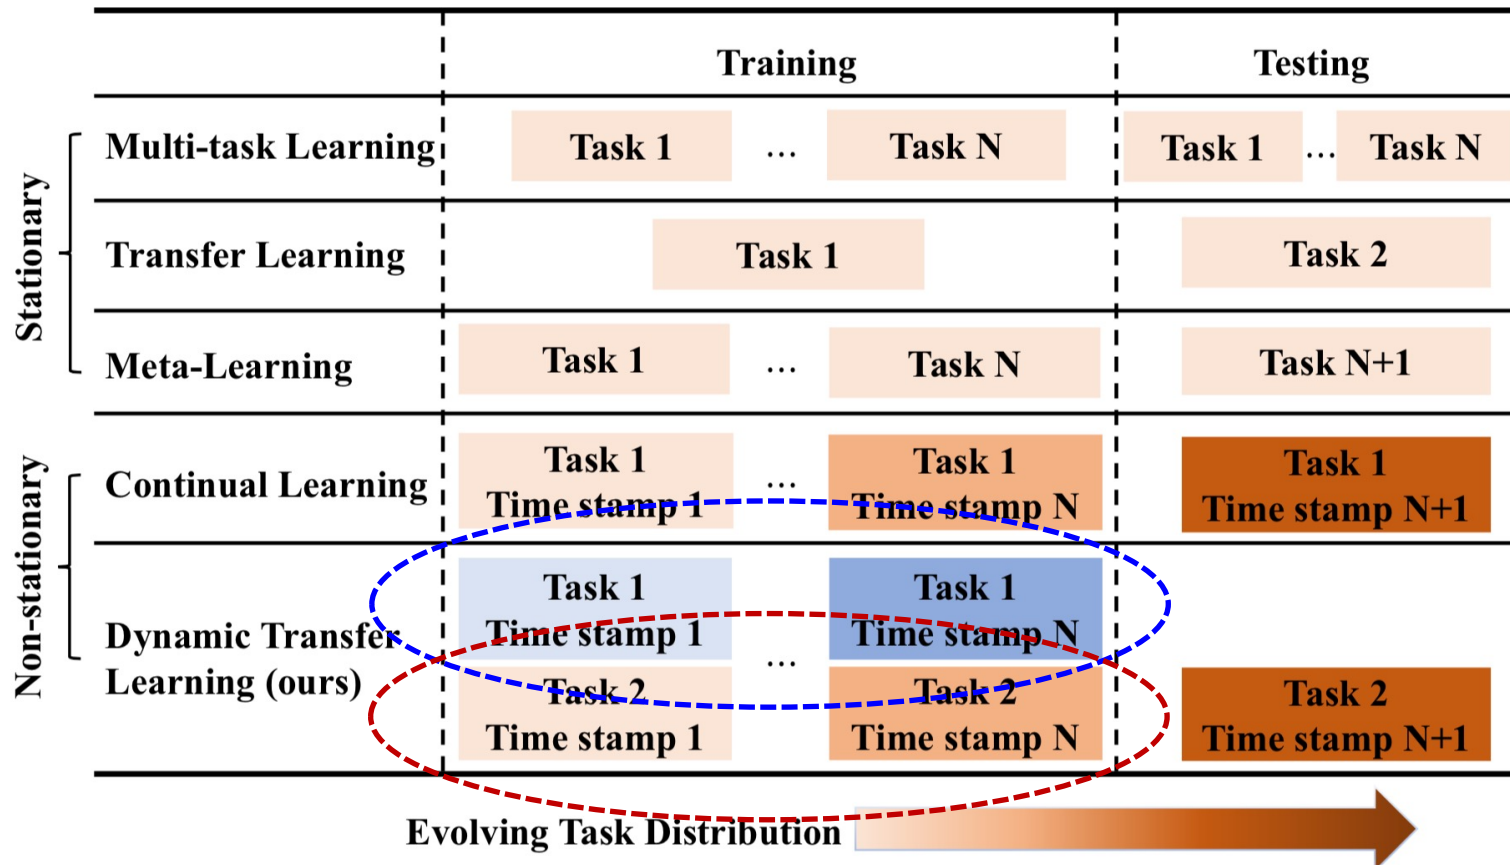 Training
Testing
Stationary
Multi-task Learning
Task 1
...
Task N
Task 1
...
Task N
Transfer Learning
Task 1
Task 2
Meta-Learning
Task 1
...
Task N
Task N+1
Non-stationary
Continual Learning
Task 1
Time stamp 1
...
Task 1
Time stamp N
Task 1
Time stamp N+1
Dynamic Transfer
Learning (ours)
Task 1
Time stamp 1
Task 1
Time stamp N
...
Task 2
Time stamp 1
Task 2
Time stamp N
Task 2
Time stamp N+1
Evolving Task Distribution